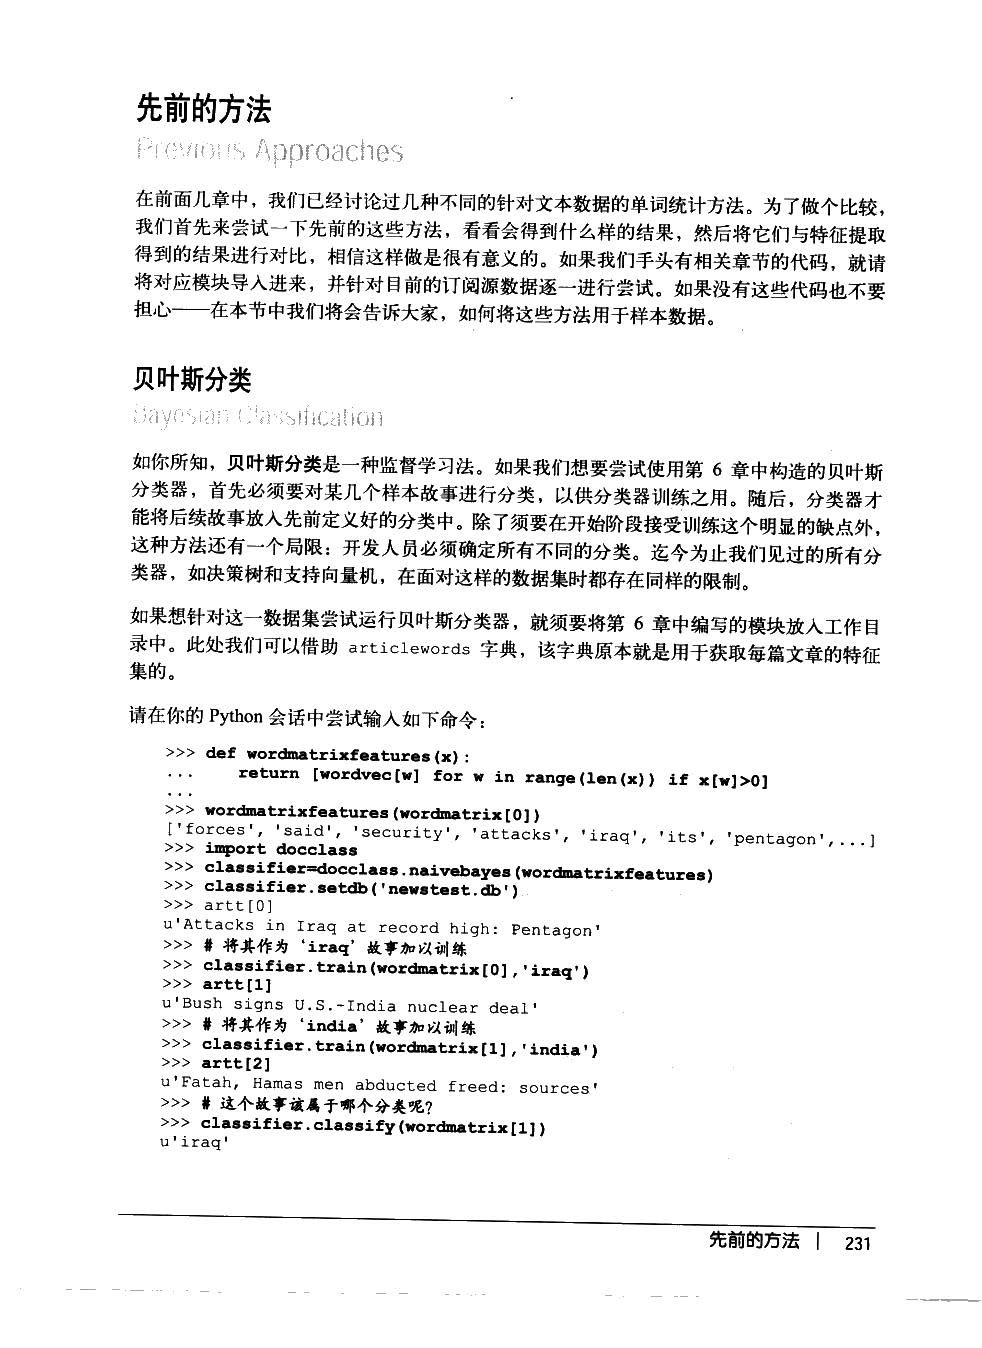 先前的方法
Previous Approaches
在前面几章中，我们已经讨论过几种不同的针对文本数据的单词统计方法。为了做个比较，
我们首先来尝试一下先前的这些方法，看看会得到什么样的结果，然后将它们与特征提取
得到的结果进行对比，相信这样做是很有意义的。如果我们手头有相关章节的代码，就请
将对应模块导入进来，并针对目前的订阅源数据逐一进行尝试。如果没有这些代码也不要
担心——在本节中我们将会告诉大家，如何将这些方法用于样本数据。
贝叶斯分类
Bayesian Classification
如你所知，贝叶斯分类是一种监督学习法。如果我们想要尝试使用第 6 章中构造的贝叶斯
分类器，首先必须要对某几个样本故事进行分类，以供分类器训练之用。随后，分类器才
能将后续故事放入先前定义好的分类中。除了须要在开始阶段接受训练这个明显的缺点外，
这种方法还有一个局限：开发人员必须确定所有不同的分类。迄今为止我们见过的所有分
类器，如决策树和支持向量机，在面对这样的数据集时都存在同样的限制。
如果想针对这一数据集尝试运行贝叶斯分类器，就须要将第 6 章中编写的模块放入工作目
录中。此处我们可以借助 articlewords 字典，该字典原本就是用于获取每篇文章的特征
集的。
请在你的 Python 会话中尝试输入如下命令：
>>> def wordmatrixfeatures(x):
...     return [wordvec[w] for w in range(len(x)) if x[w]>0]
...
>>> wordmatrixfeatures(wordmatrix[0])
['forces', 'said', 'security', 'attacks', 'iraq', 'its', 'pentagon',...]
>>> import docclass
>>> classifier=docclass.naivebayes(wordmatrixfeatures)
>>> classifier.setdb('newstest.db')
>>> artt[0]
u'Attacks in Iraq at record high: Pentagon'
>>> # 将其作为 'iraq' 故事加以训练
>>> classifier.train(wordmatrix[0],'iraq')
>>> artt[1]
u'Bush signs U.S.-India nuclear deal'
>>> # 将其作为 'india' 故事加以训练
>>> classifier.train(wordmatrix[1],'india')
>>> artt[2]
u'Fatah, Hamas men abducted freed: sources'
>>> # 这个故事该属于哪个分类呢?
>>> classifier.classify(wordmatrix[1])
u'iraq'
先前的方法 | 231